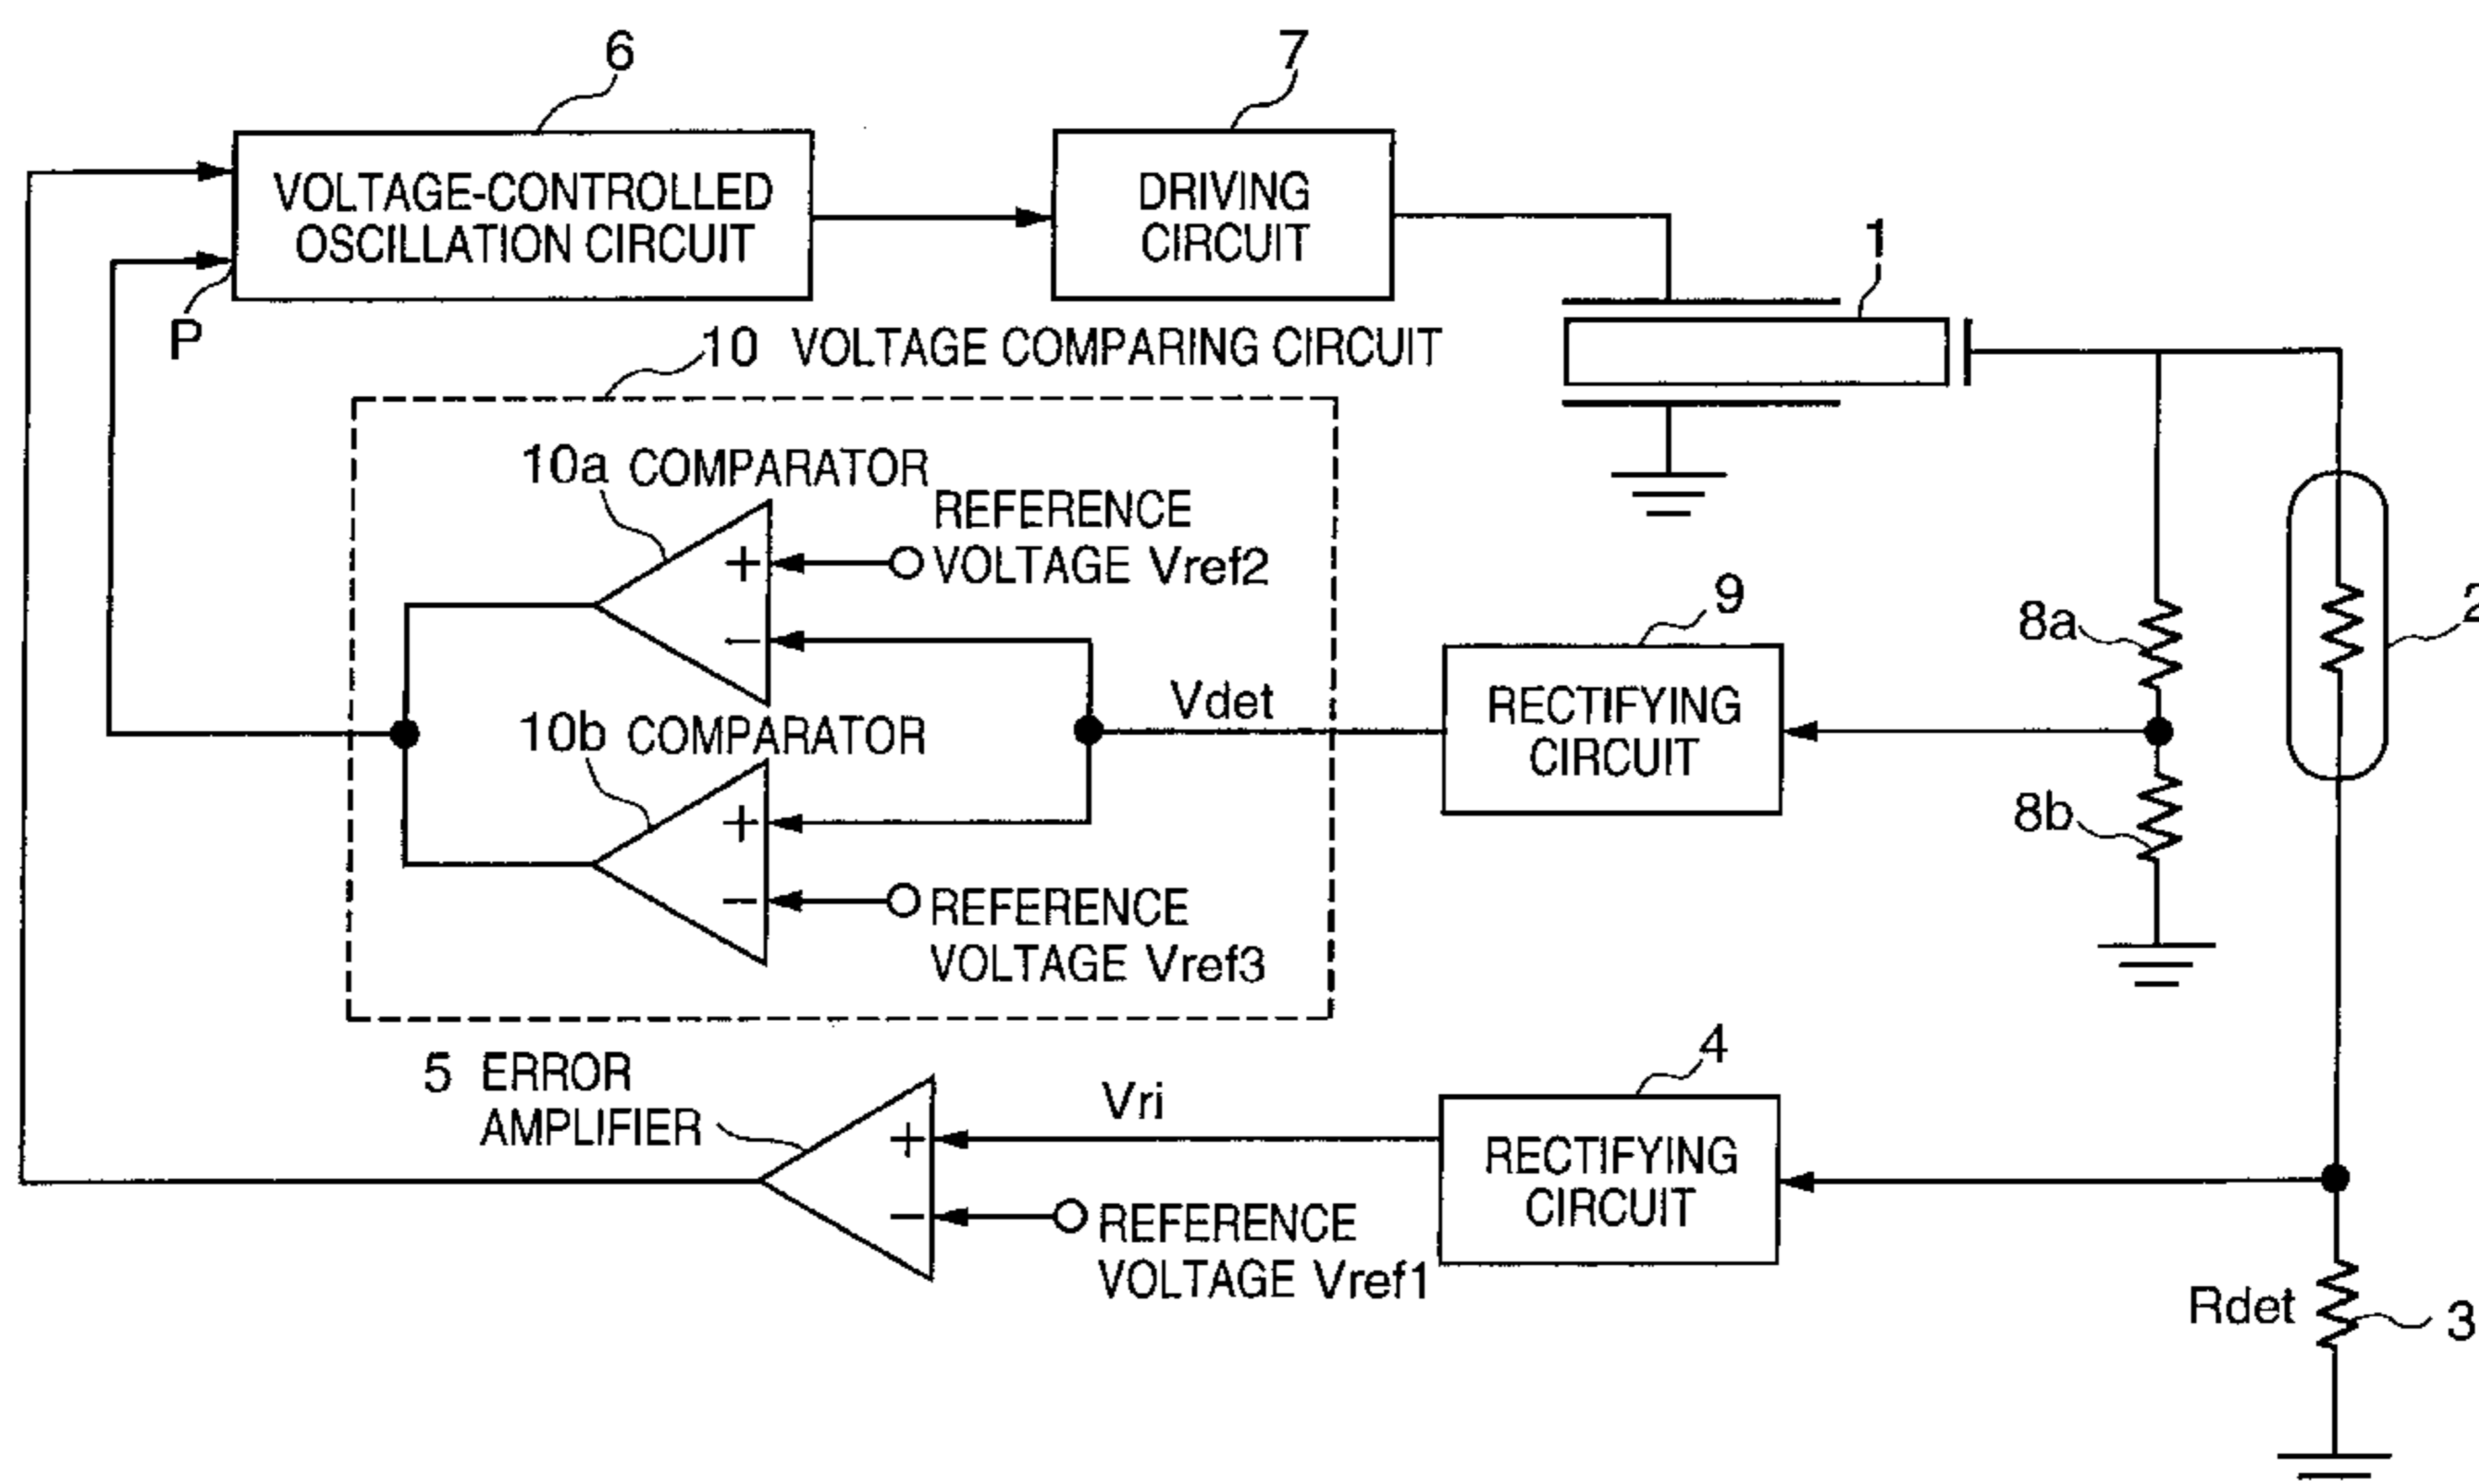 6
7
VOLTAGE-CONTROLLED
OSCILLATION CIRCUIT
DRIVING
CIRCUIT
1
P
10 VOLTAGE COMPARING CIRCUIT
10a COMPARATOR
REFERENCE
VOLTAGE Vref2
+
−
9
8a
2
RECTIFYING
CIRCUIT
Vdet
10b COMPARATOR
8b
+
−
REFERENCE
VOLTAGE Vref3
5 ERROR
AMPLIFIER
Vri
4
+
−
RECTIFYING
CIRCUIT
REFERENCE
VOLTAGE Vref1
Rdet
3